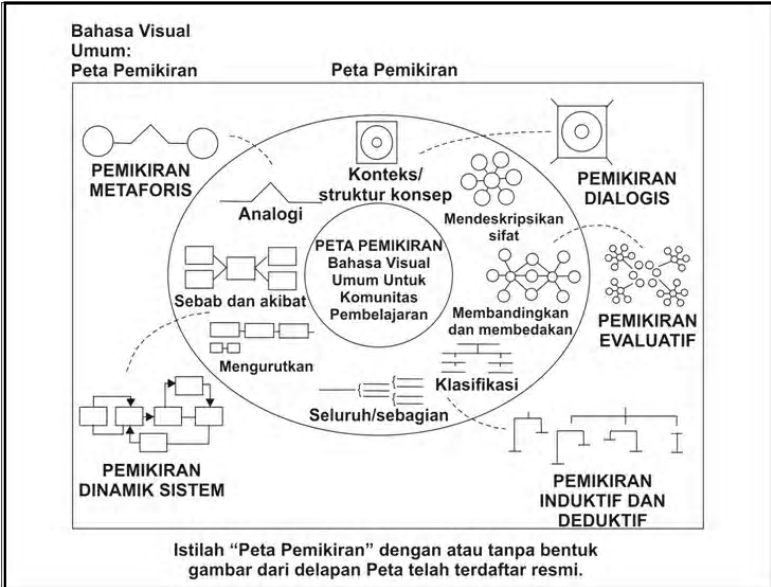 Bahasa Visual
Umum:
Peta Pemikiran
Peta Pemikiran
PEMIKIRAN
METAFORIS
Konteks/
struktur konsep
PEMIKIRAN
DIALOGIS
Analogi
Mendeskripsikan
sifat
PETA PEMIKIRAN
Bahasa Visual
Umum Untuk
Komunitas
Pembelajaran
Sebab dan akibat
Membandingkan
dan membedakan
PEMIKIRAN
EVALUATIF
Mengurutkan
Klasifikasi
Seluruh/sebagian
PEMIKIRAN
DINAMIK SISTEM
PEMIKIRAN
INDUKTIF DAN
DEDUKTIF
Istilah “Peta Pemikiran” dengan atau tanpa bentuk
gambar dari delapan Peta telah terdaftar resmi.